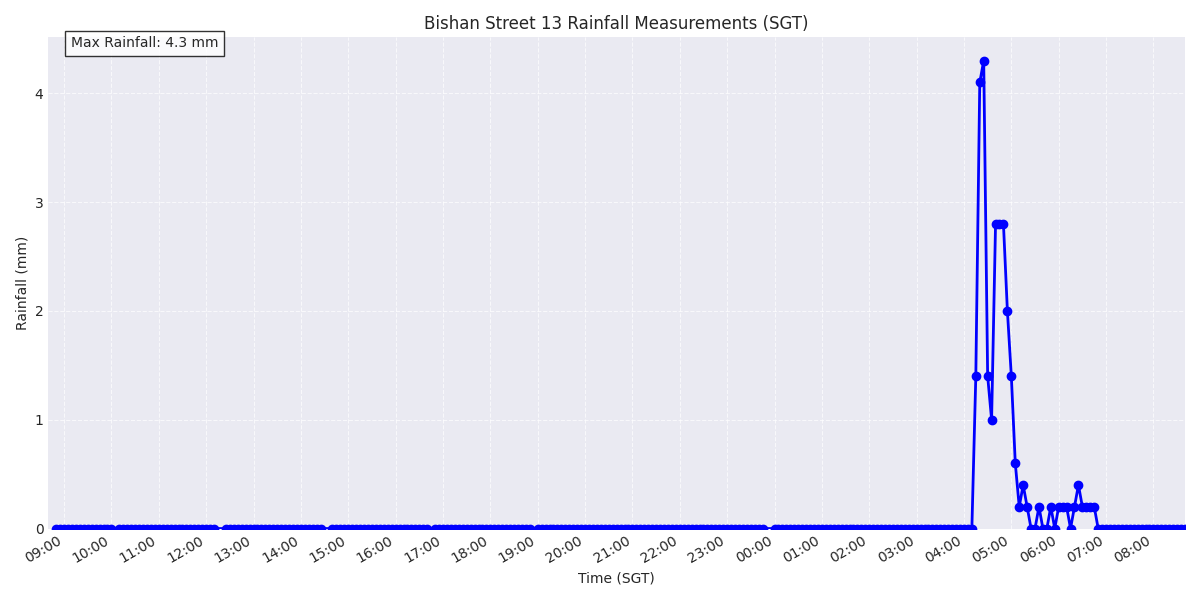 Bishan Street 13 Rainfall Measurements (SGT)
Max Rainfall: 4.3 mm
4
3
2
1
0
Rainfall (mm)
09:00 10:00 11:00 12:00 13:00 14:00 15:00 16:00 17:00 18:00 19:00 20:00 21:00 22:00 23:00 00:00 01:00 02:00 03:00 04:00 05:00 06:00 07:00 08:00
Time (SGT)